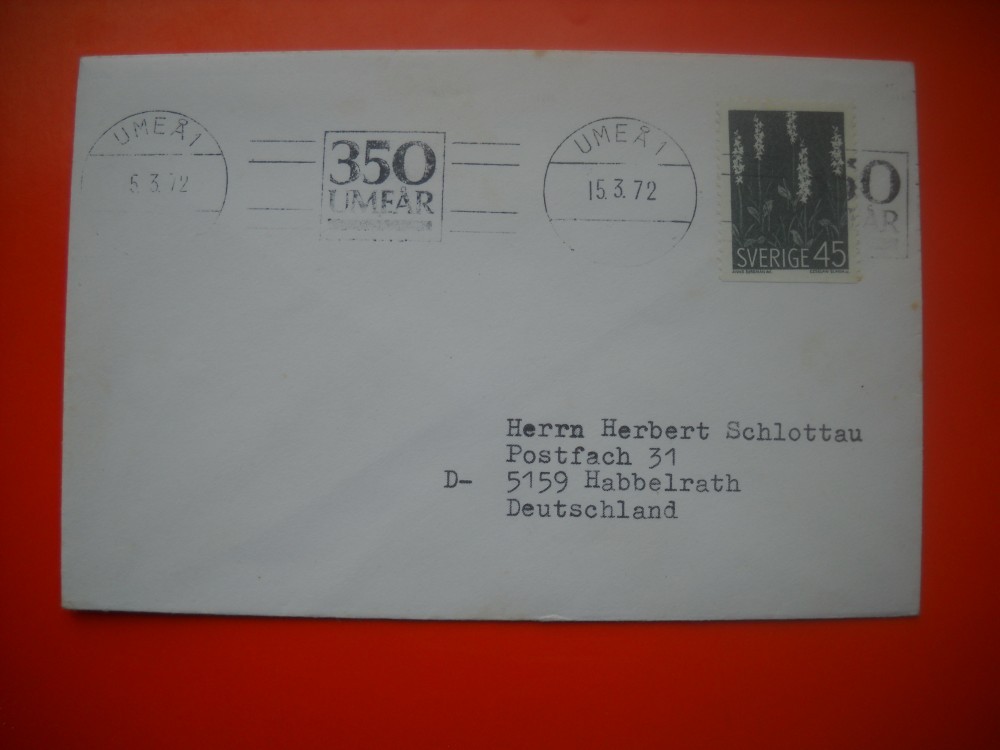 UMEÅ 1
5.3.72
350
UMEÅR
UMEÅ 1
15.3.72
50
ÅR
SVERIGE 45
Herrn Herbert Schlottau
Postfach 31
D- 5159 Habbelrath
Deutschland